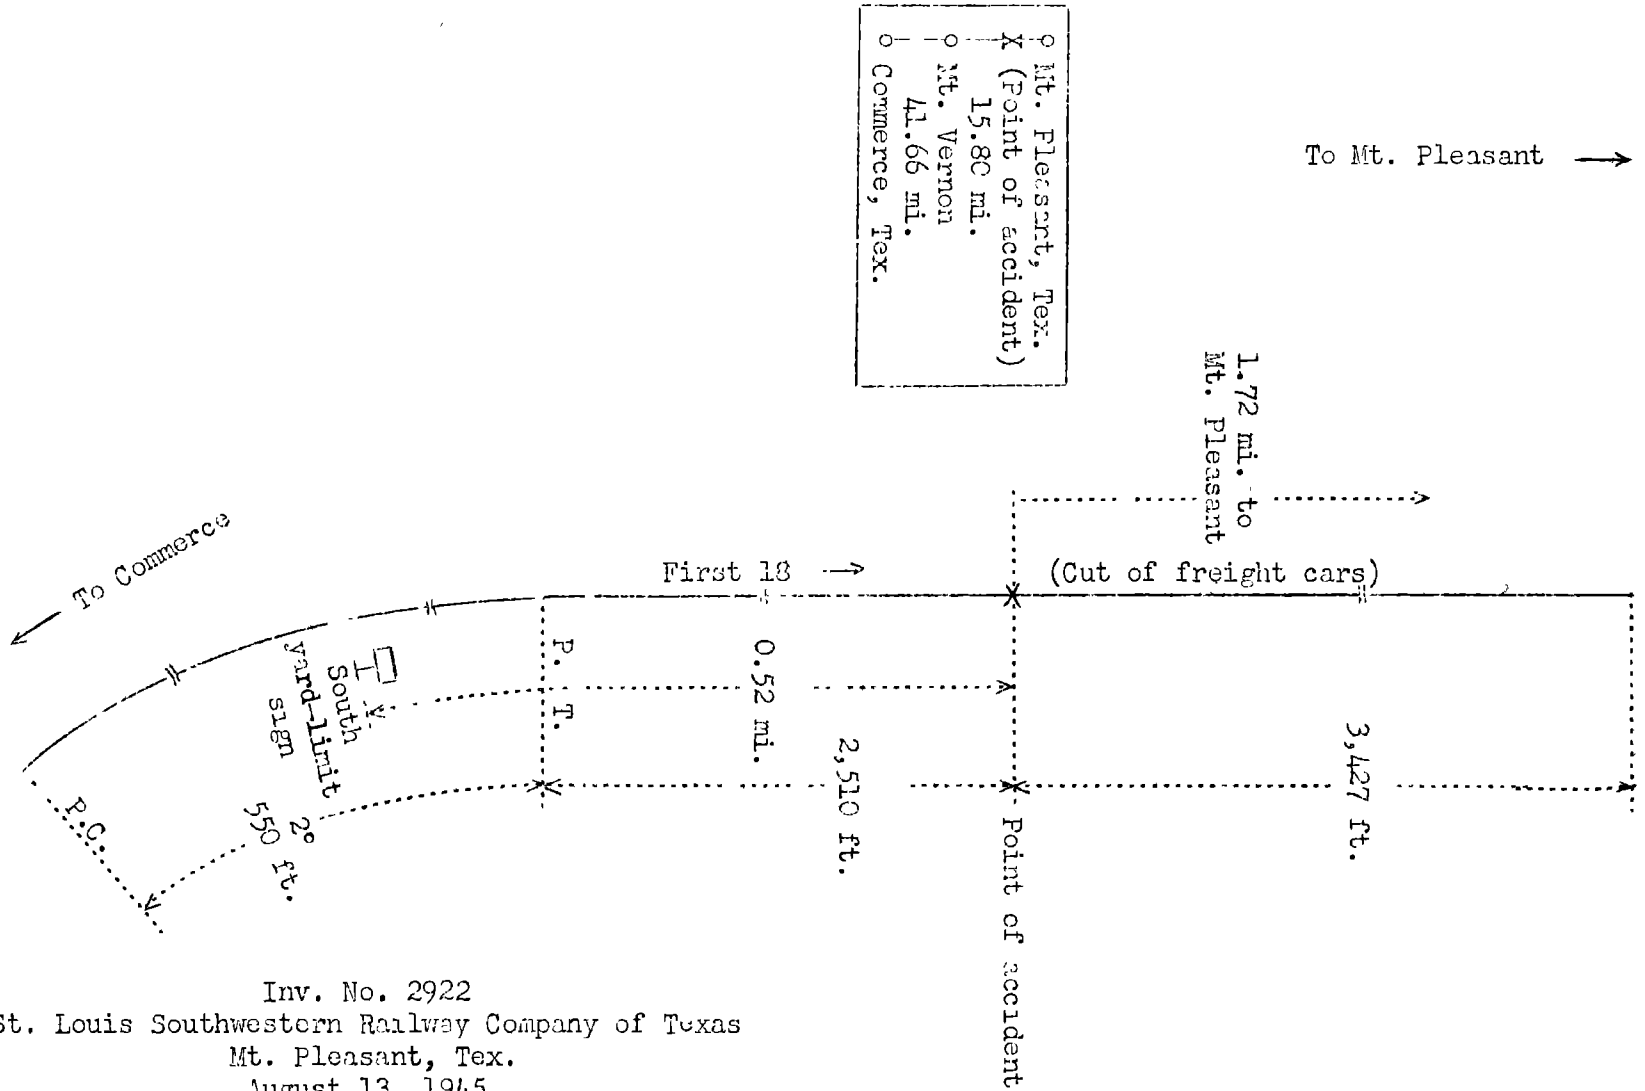 Mt. Pleasant, Tex.
X (Point of accident)
15.80 mi.
Mt. Vernon
41.66 mi.
Commerce, Tex.
To Mt. Pleasant
1.72 mi. to
Mt. Pleasant
To Commerce
First 18
(Cut of freight cars)
X
South
yard-limit
sign
P. T.
0.52 mi.
2,510 ft.
3,427 ft.
P.C.
2°
550 ft.
Point of accident
Inv. No. 2922
St. Louis Southwestern Railway Company of Texas
Mt. Pleasant, Tex.
August 13, 1945